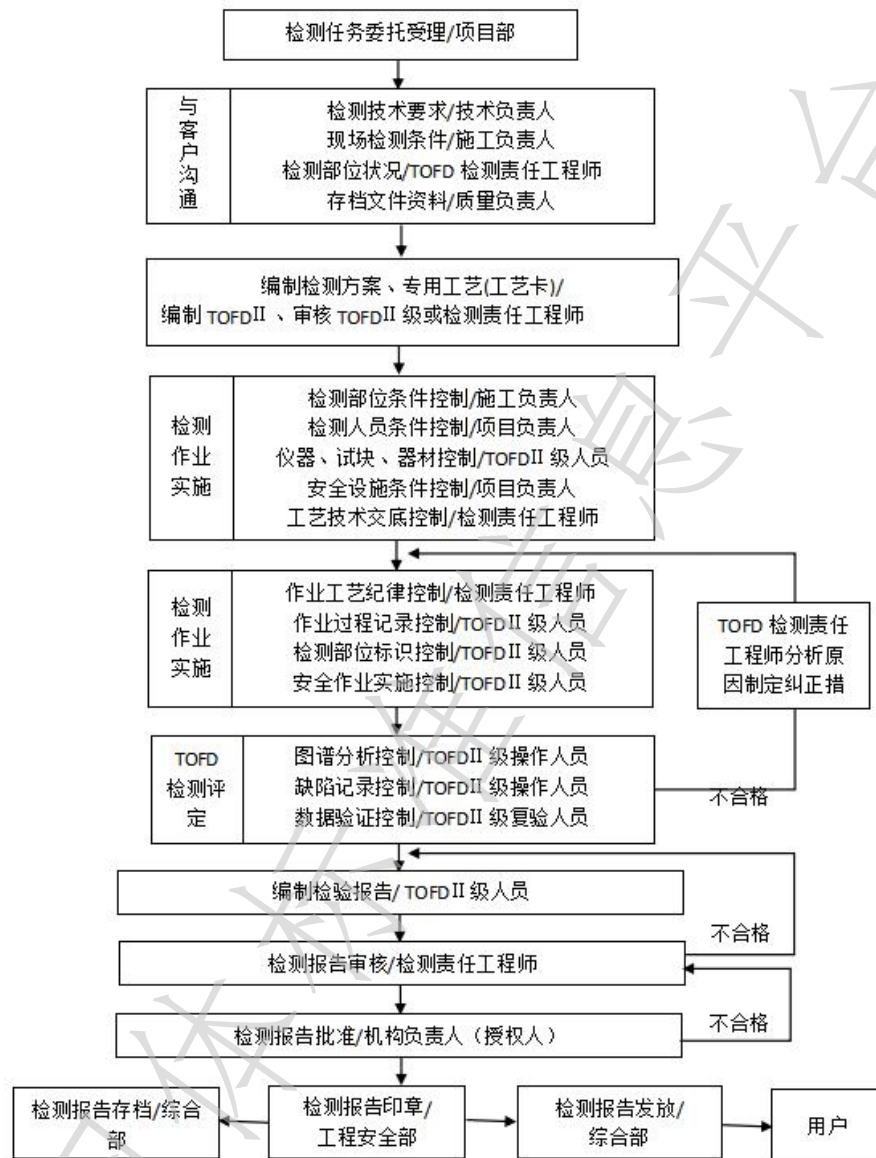 检测任务委托受理/项目部
与客户沟通
检测技术要求/技术负责人
现场检测条件/施工负责人
检测部位状况/TOFD 检测责任工程师
存档文件资料/质量负责人
编制检测方案、专用工艺(工艺卡)/
编制 TOFDⅡ 、审核 TOFDⅡ 级或检测责任工程师
检测
作业
实施
检测部位条件控制/施工负责人
检测人员条件控制/项目负责人
仪器、试块、器材控制/TOFDⅡ 级人员
安全设施条件控制/项目负责人
工艺技术交底控制/检测责任工程师
检测
作业
实施
作业工艺纪律控制/检测责任工程师
作业过程记录控制/TOFDⅡ 级人员
检测部位标识控制/TOFDⅡ 级人员
安全作业实施控制/TOFDⅡ 级人员
TOFD 检测责任
工程师分析原
因制定纠正措
TOFD
检测评
定
图谱分析控制/TOFDⅡ 级操作人员
缺陷记录控制/TOFDⅡ 级操作人员
数据验证控制/TOFDⅡ 级复验人员
不合格
编制检验报告/ TOFDⅡ 级人员
不合格
检测报告审核/检测责任工程师
检测报告批准/机构负责人（授权人）
不合格
检测报告存档/综合
部
检测报告印章/
工程安全部
检测报告发放/
综合部
用户
体标准信息平台